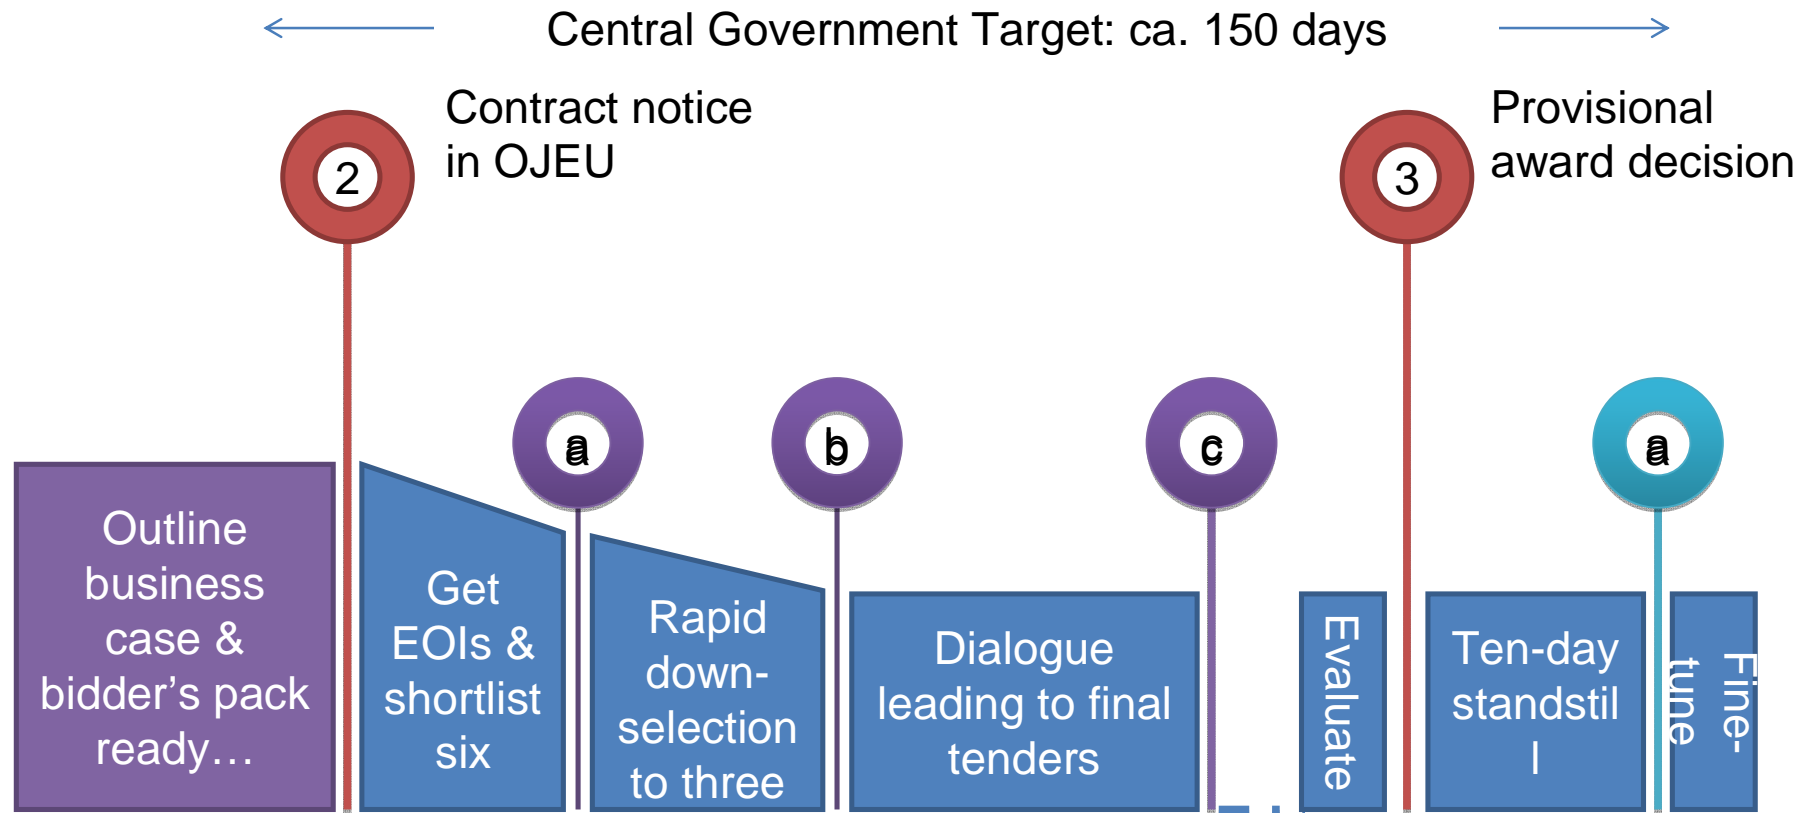 Central Government Target: ca. 150 days
Contract notice
in OJEU
Provisional
award decision
2
3
a
b
c
a
Outline
business
case &
bidder’s pack
ready…
Get
EOIs &
shortlist
six
Rapid
down-
selection
to three
Dialogue
leading to final
tenders
Evaluate
Ten-day
standstil
l
Fine-
tune